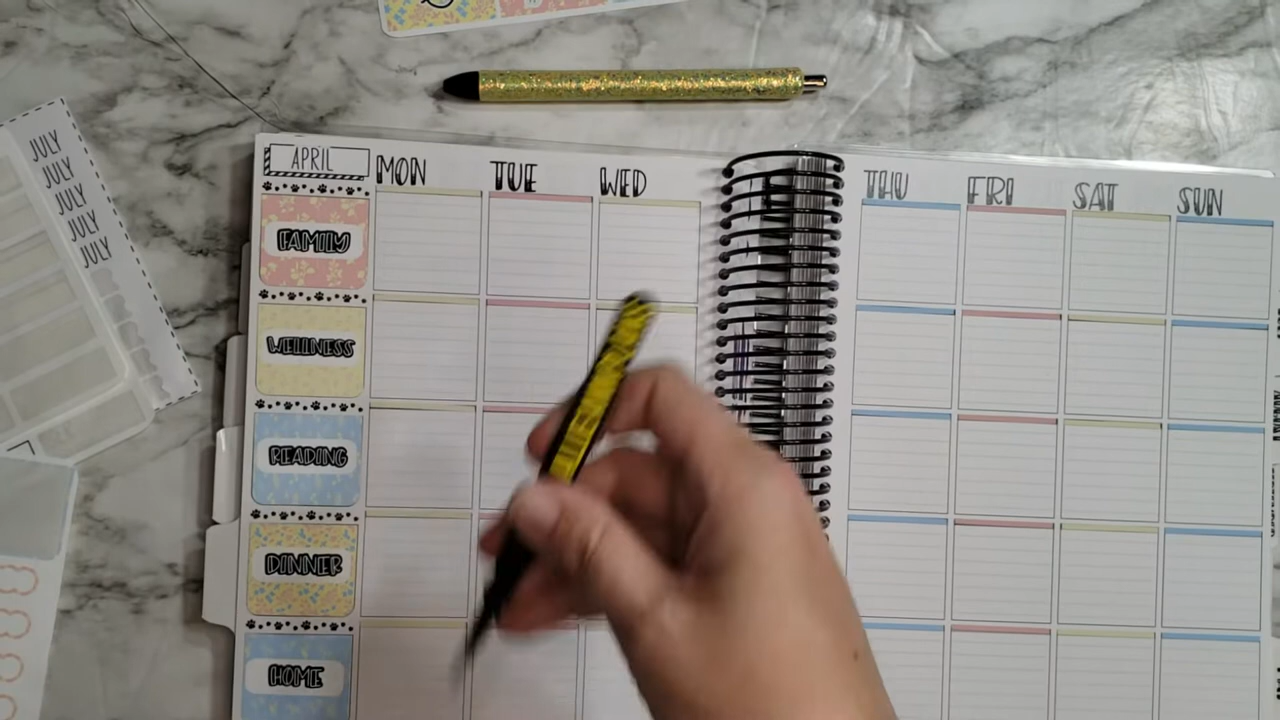 JULY
JULY
JULY
JULY
JULY
APRIL
MON TUE WED THU FRI SAT SUN
FAMILY
WELLNESS
READING
DINNER
HOME